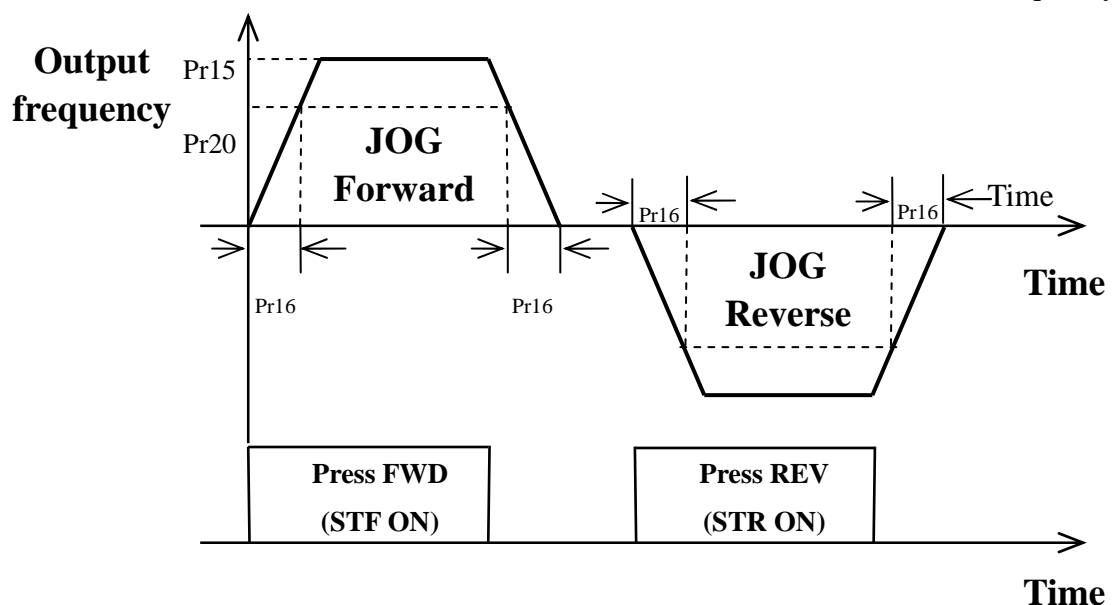 Output
frequency
Pr15
Pr20
JOG
Forward
Pr16
Pr16
Pr16
Pr16
Time
JOG
Reverse
Time
Press FWD
(STF ON)
Press REV
(STR ON)
Time